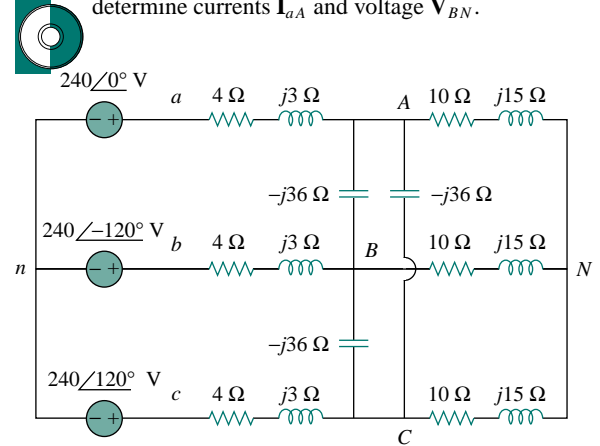 determine currents I_aA and voltage V_BN.
240∠0° V
a 4 Ω j3 Ω A 10 Ω j15 Ω
− +
−j36 Ω −j36 Ω
240∠−120° V b 4 Ω j3 Ω B 10 Ω j15 Ω
n − + N
−j36 Ω
240∠120° V c 4 Ω j3 Ω 10 Ω j15 Ω
− +
C